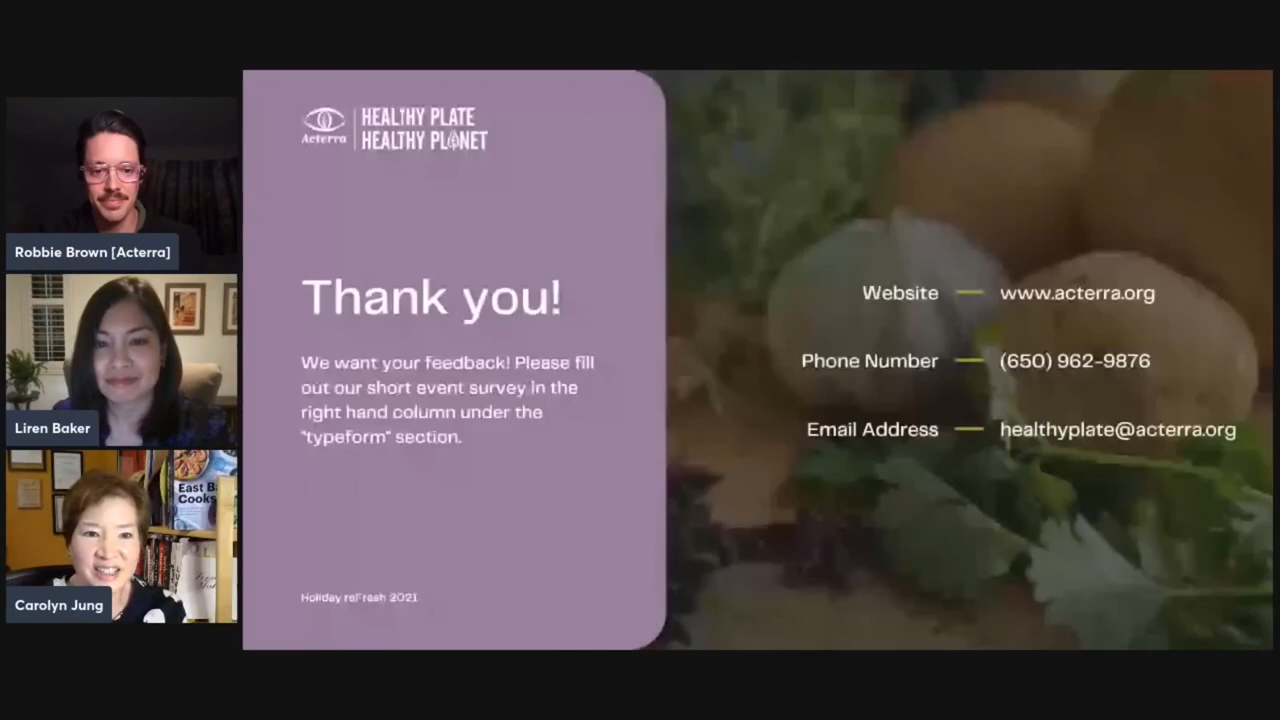 Robbie Brown [Acterra]
Liren Baker
East B
Cooks
Carolyn Jung
Acterra
HEALTHY PLATE
HEALTHY PLANET
Thank you!
We want your feedback! Please fill
out our short event survey in the
right hand column under the
"typeform" section.
Holiday reFresh 2021
Website
www.acterra.org
Phone Number
(650) 962-9876
Email Address
healthyplate@acterra.org